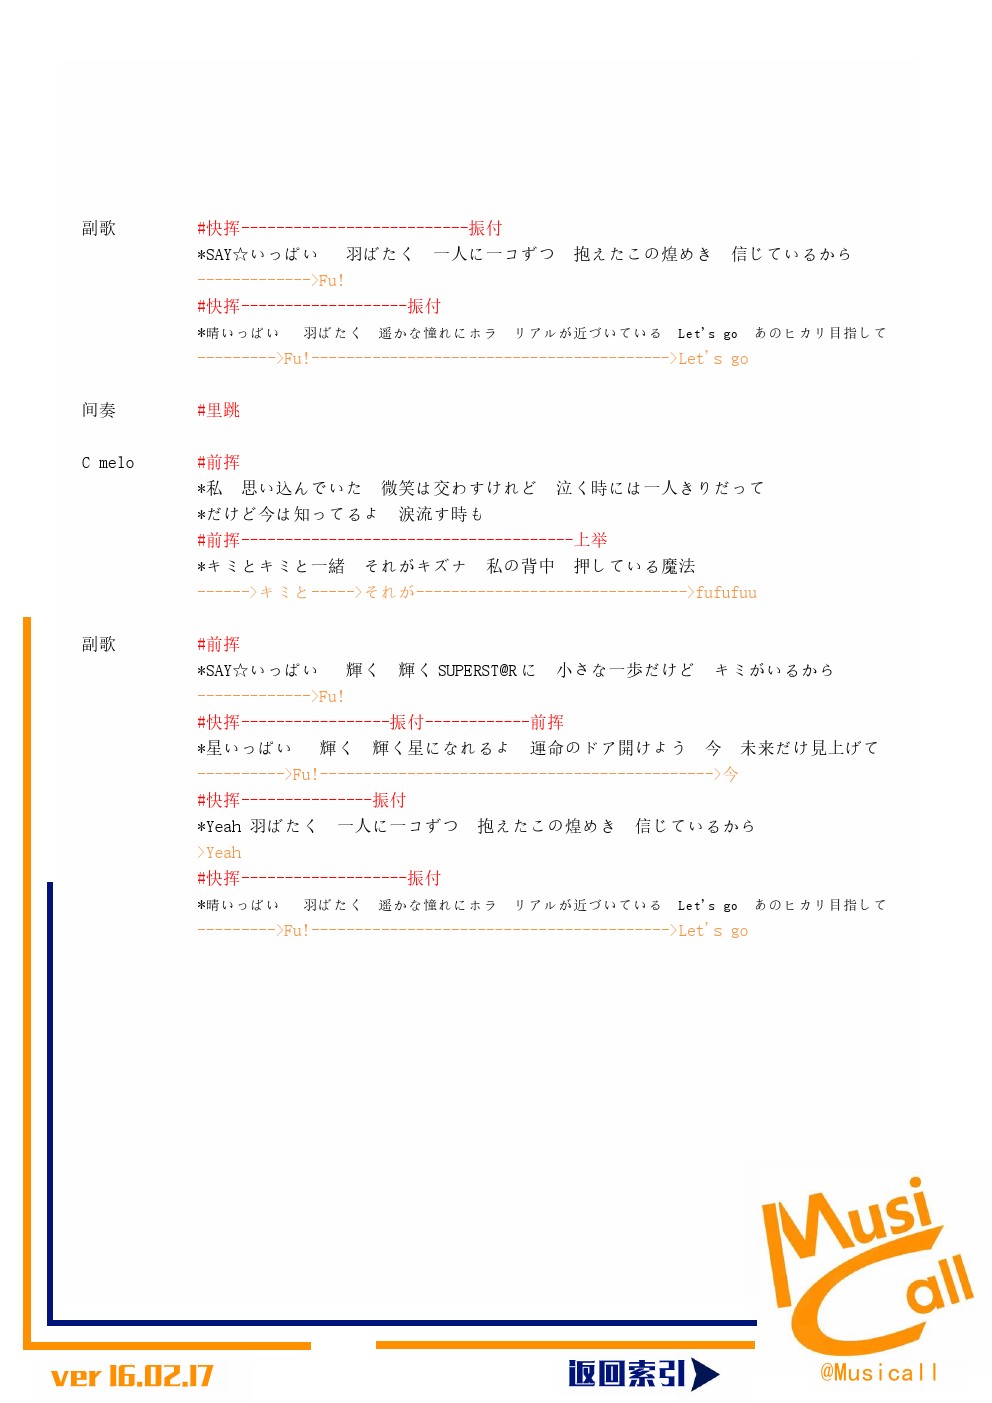 副歌 #快挥--------------------------振付
*SAY☆いっぱい 羽ばたく 一人に一コずつ 抱えたこの煌めき 信じているから
------------->Fu!
#快挥-------------------振付
*晴いっぱい 羽ばたく 遥かな憧れにホラ リアルが近づいている Let's go あのヒカリ目指して
--------->Fu!----------------------------------------->Let's go
间奏 #里跳
C melo #前挥
*私 思い込んでいた 微笑は交わすけれど 泣く時には一人きりだって
*だけど今は知ってるよ 涙流す時も
#前挥--------------------------------------上举
*キミとキミと一緒 それがキズナ 私の背中 押している魔法
------>キミと----->それが------------------------------->fufufuu
副歌 #前挥
*SAY☆いっぱい 輝く 輝くSUPERST@Rに 小さな一歩だけど キミがいるから
------------->Fu!
#快挥-----------------振付------------前挥
*星いっぱい 輝く 輝く星になれるよ 運命のドア開けよう 今 未来だけ見上げて
---------->Fu!--------------------------------------------->今
#快挥---------------振付
*Yeah 羽ばたく 一人に一コずつ 抱えたこの煌めき 信じているから
>Yeah
#快挥-------------------振付
*晴いっぱい 羽ばたく 遥かな憧れにホラ リアルが近づいている Let's go あのヒカリ目指して
--------->Fu!----------------------------------------->Let's go
Musi
Call
ver 16.02.17
返回索引
@Musicall